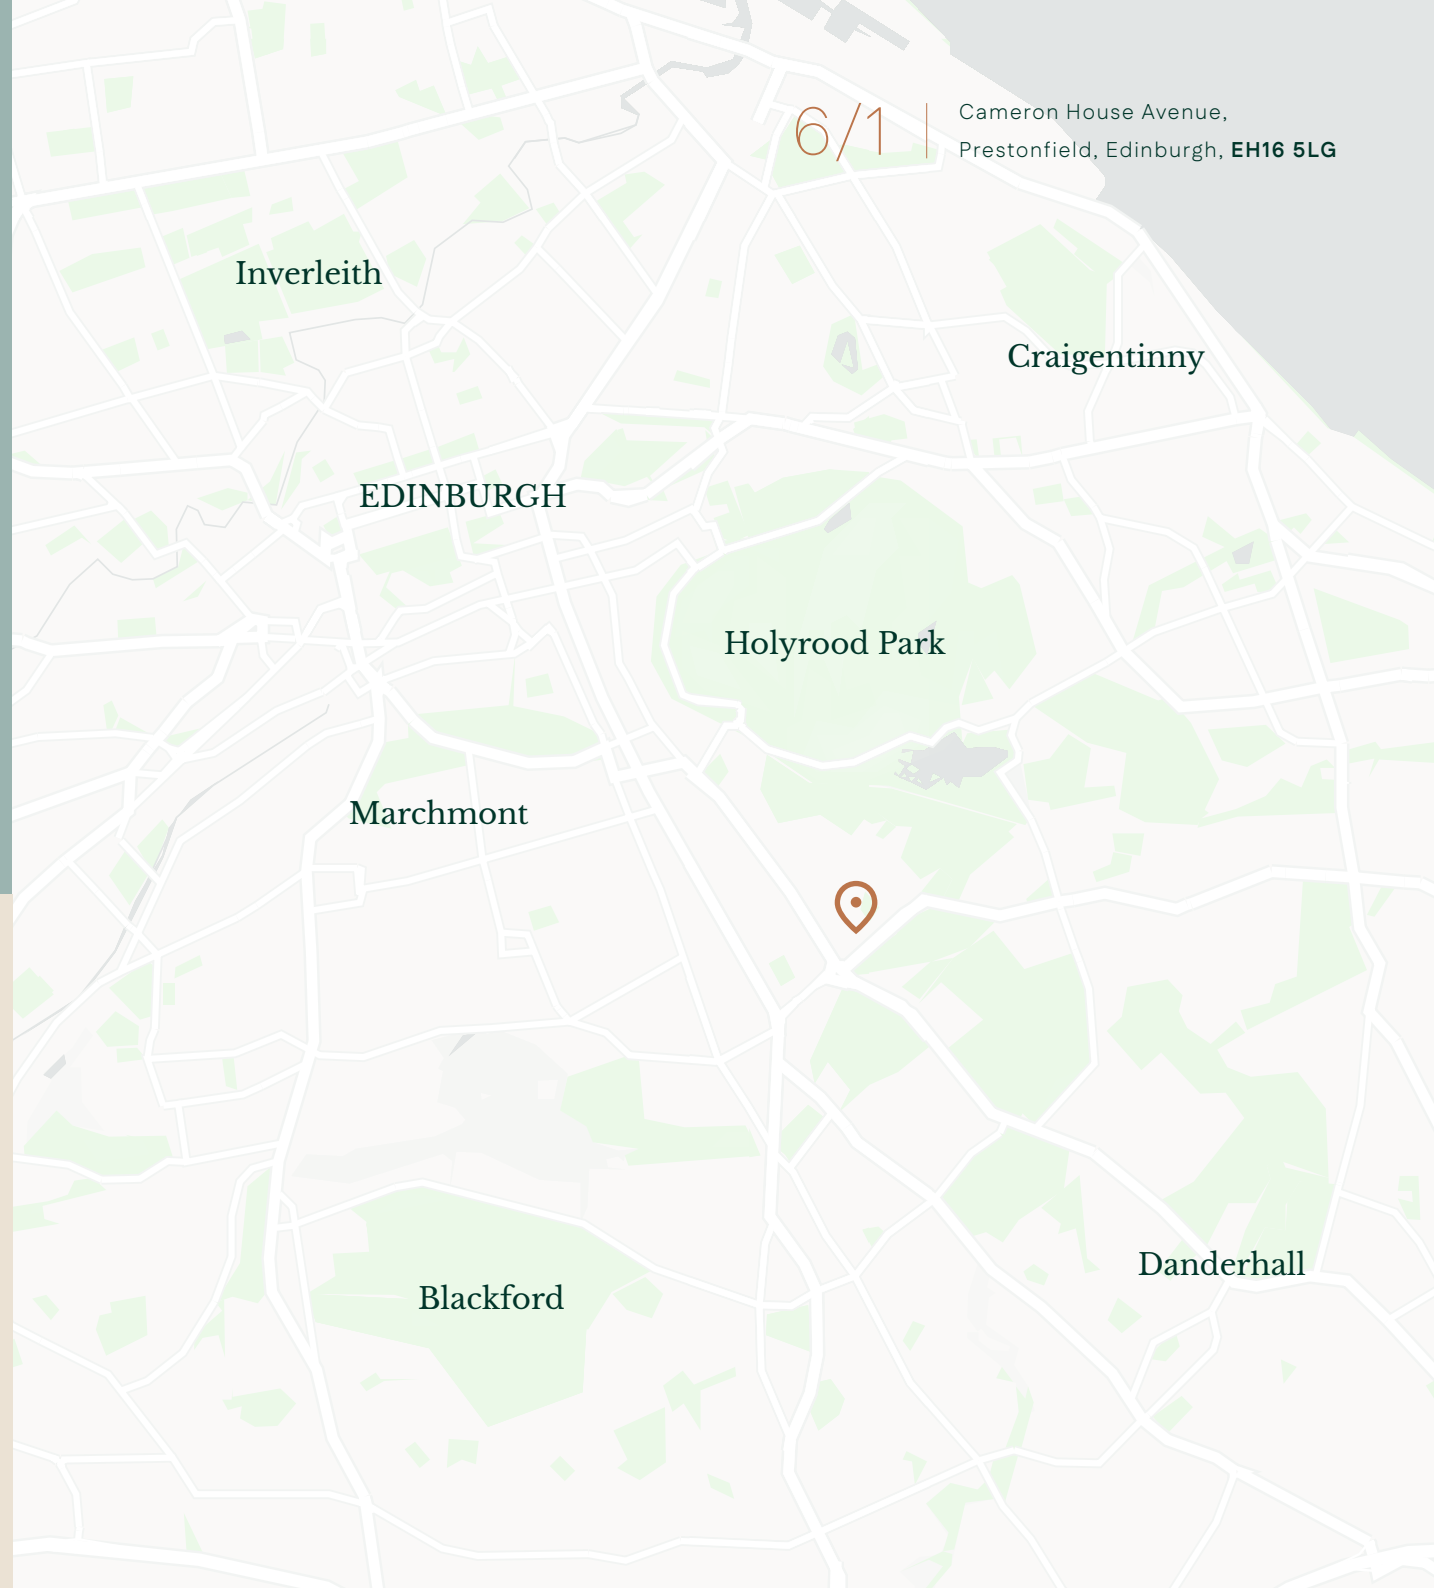 6/1
Cameron House Avenue,
Prestonfield, Edinburgh, EH16 5LG
Inverleith
Craigentinny
EDINBURGH
Holyrood Park
Marchmont
Danderhall
Blackford